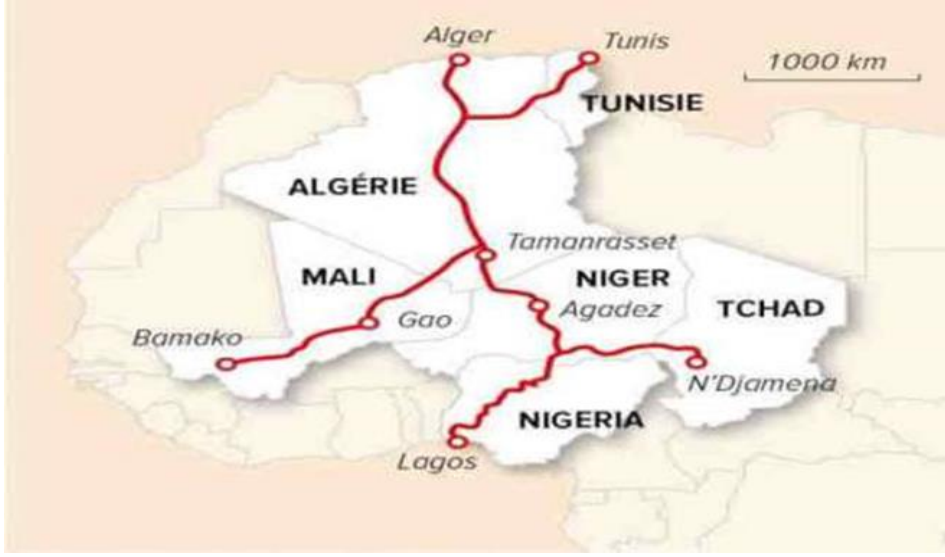 Alger
Tunis
1000 km
TUNISIE
ALGÉRIE
Tamanrasset
MALI
NIGER
Agadez
TCHAD
Gao
Bamako
N'Djamena
NIGERIA
Lagos